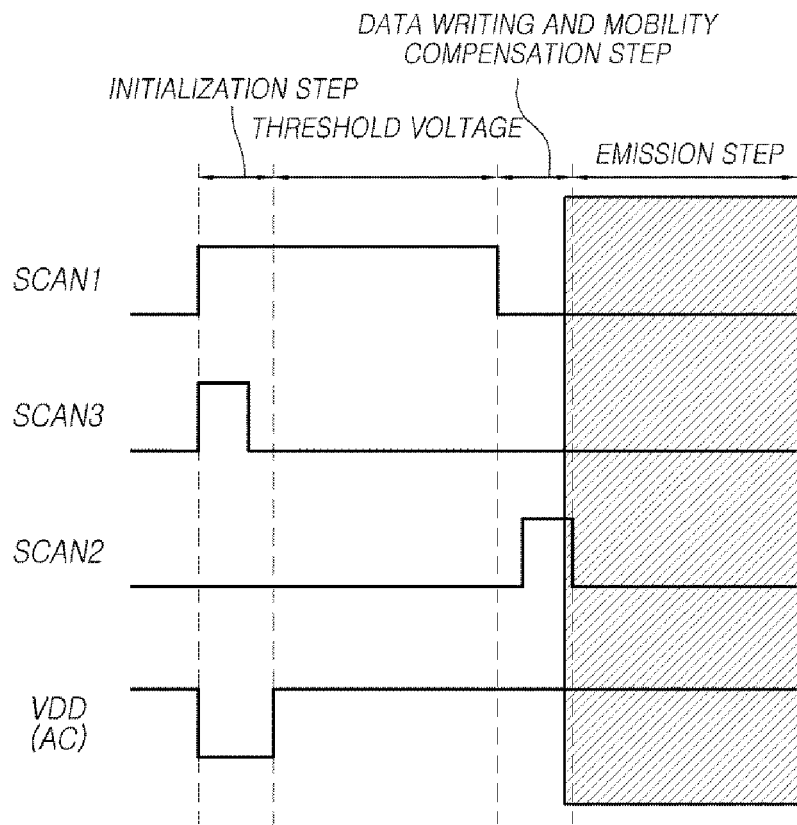 DATA WRITING AND MOBILITY
COMPENSATION STEP
INITIALIZATION STEP
THRESHOLD VOLTAGE
EMISSION STEP
SCAN1
SCAN3
SCAN2
VDD
(AC)